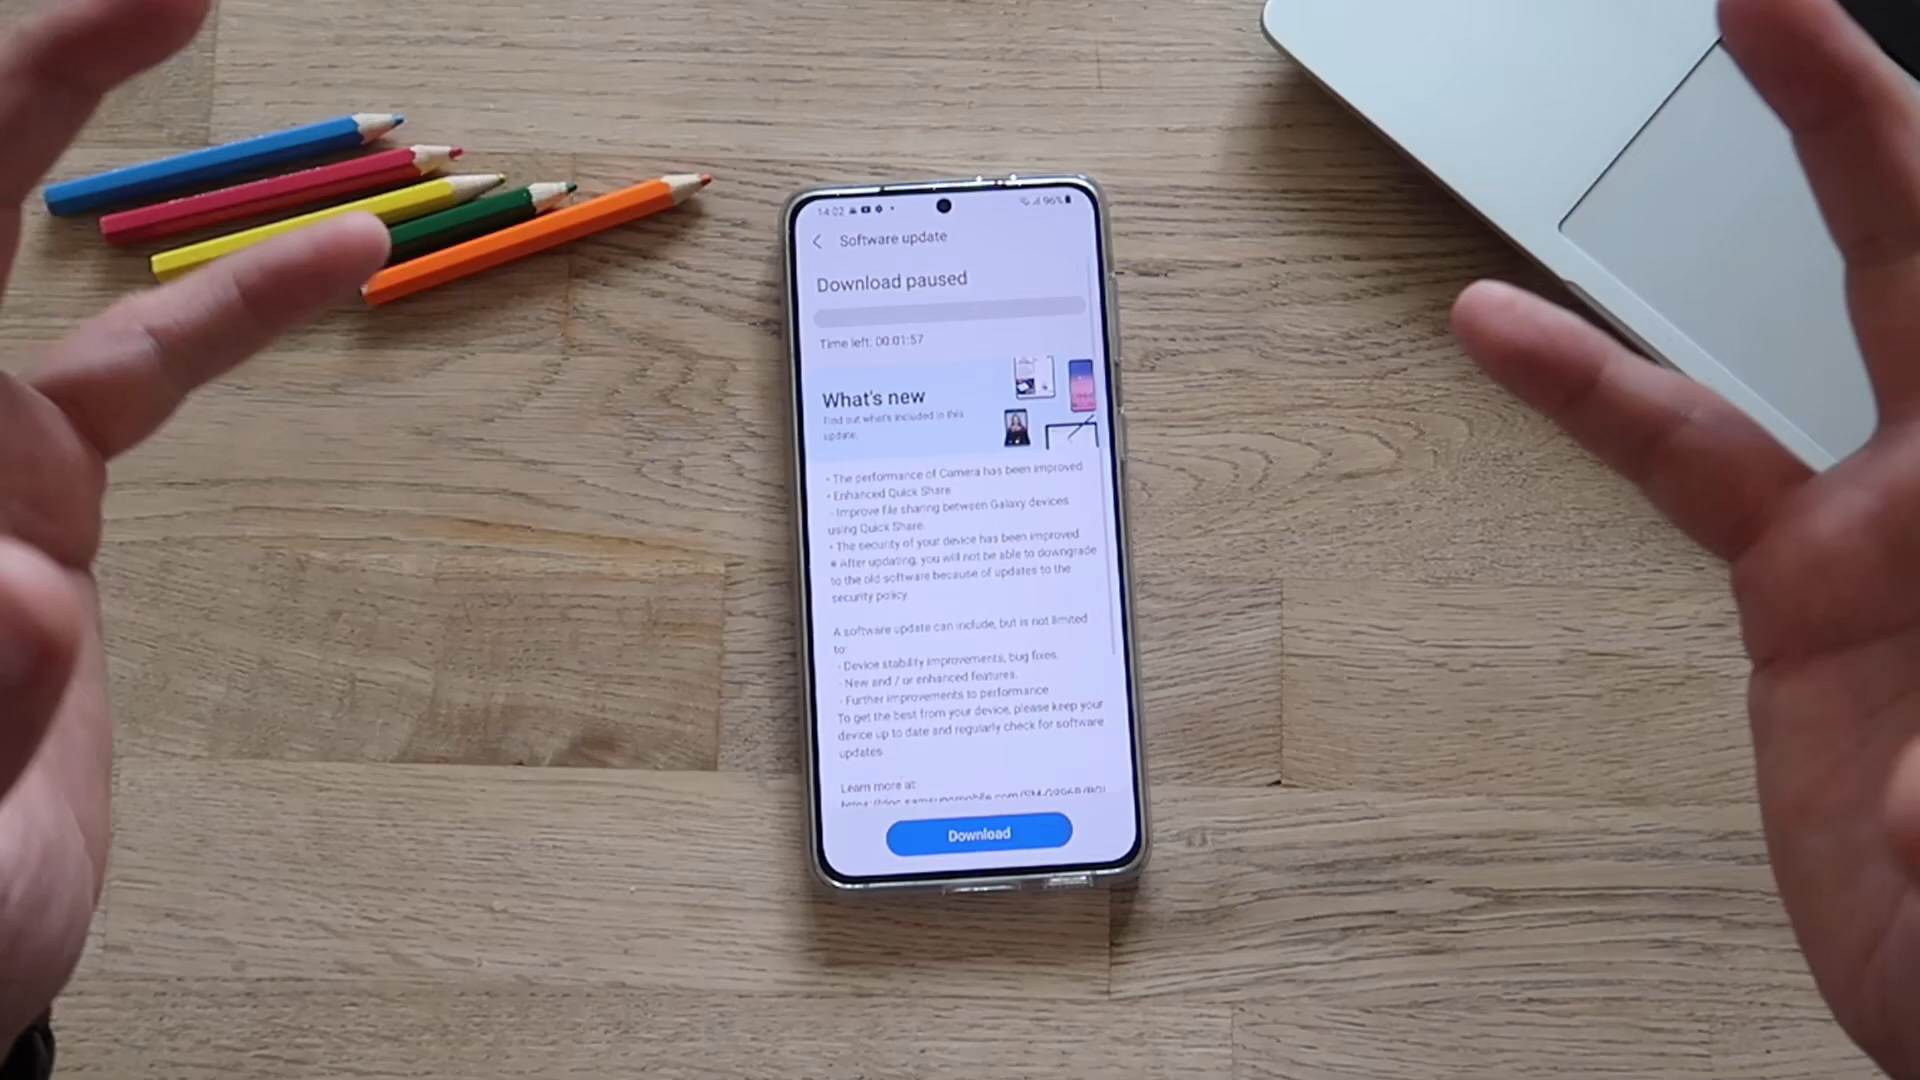 14:02 96%
Software update
Download paused
Time left: 00:01:57
What's new
Find out what's included in this
update.
• The performance of Camera has been improved
• Enhanced Quick Share
- Improve file sharing between Galaxy devices
using Quick Share.
• The security of your device has been improved
※ After updating, you will not be able to downgrade
to the old software because of updates to the
security policy.
A software update can include, but is not limited
to:
- Device stability improvements, bug fixes.
- New and / or enhanced features.
- Further improvements to performance
To get the best from your device, please keep your
device up to date and regularly check for software
updates.
Learn more at:
Download